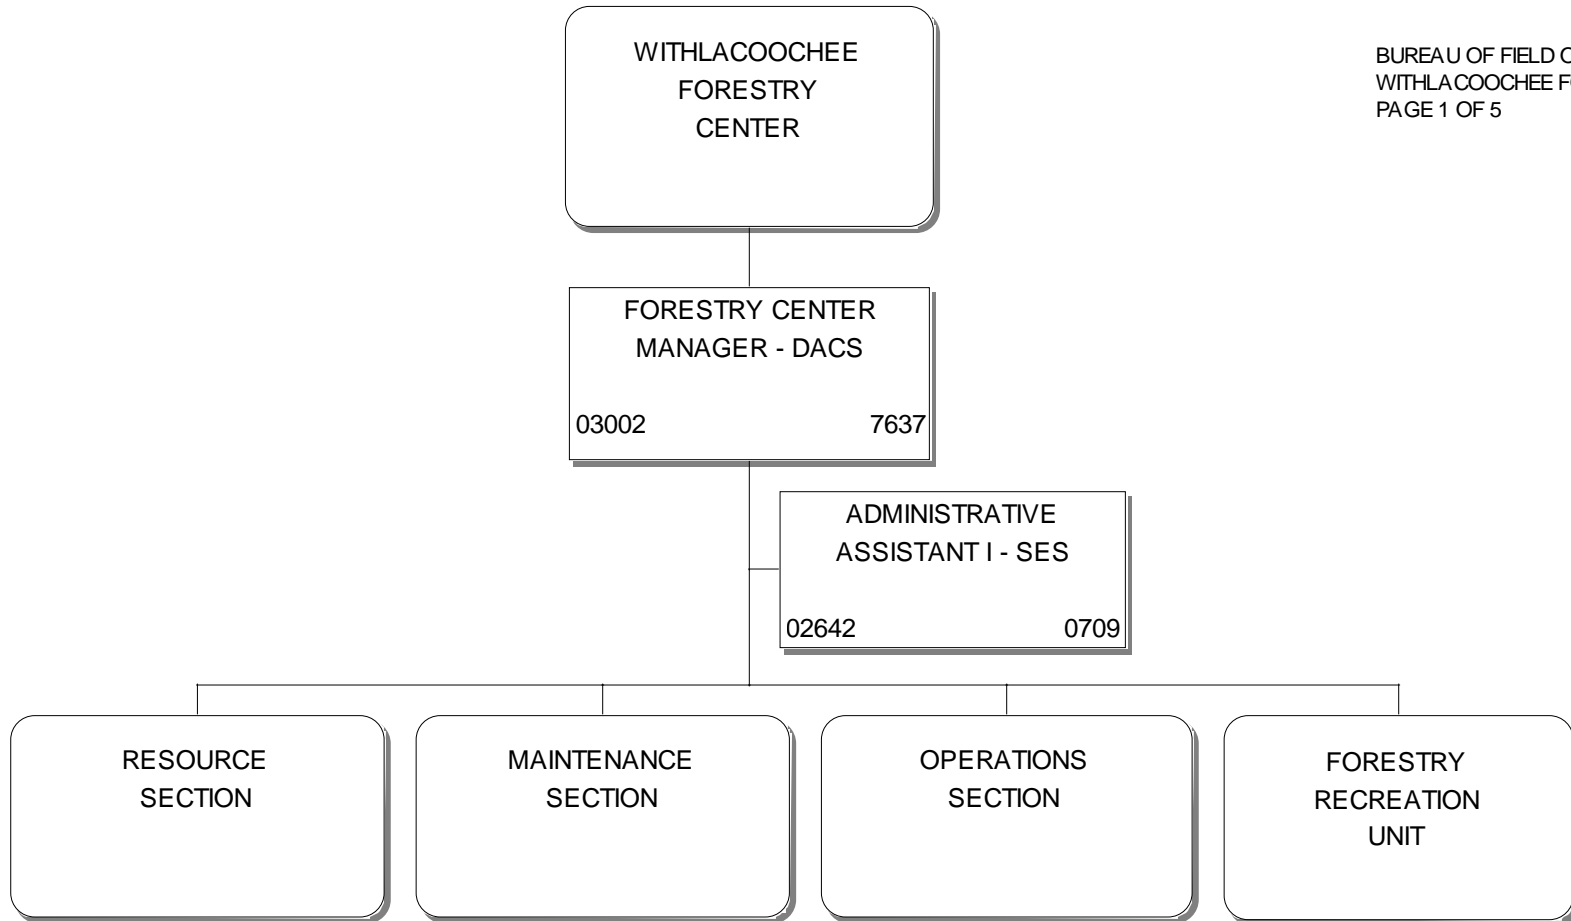 WITHLACOOCHEE
FORESTRY
CENTER
BUREAU OF FIELD
WITHLACOOCHEE
PAGE 1 OF 5
FORESTRY CENTER
MANAGER - DACS
03002 7637
ADMINISTRATIVE
ASSISTANT I - SES
02642 0709
RESOURCE
SECTION
MAINTENANCE
SECTION
OPERATIONS
SECTION
FORESTRY
RECREATION
UNIT